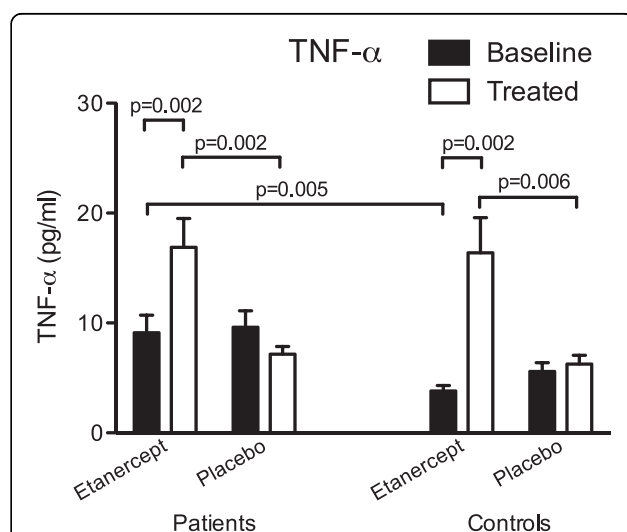 TNF-α
Baseline
Treated
30
20
10
0
TNF-α (pg/ml)
p=0.002
p=0.002
p=0.005
p=0.002
p=0.006
Etanercept
Placebo
Etanercept
Placebo
Patients
Controls